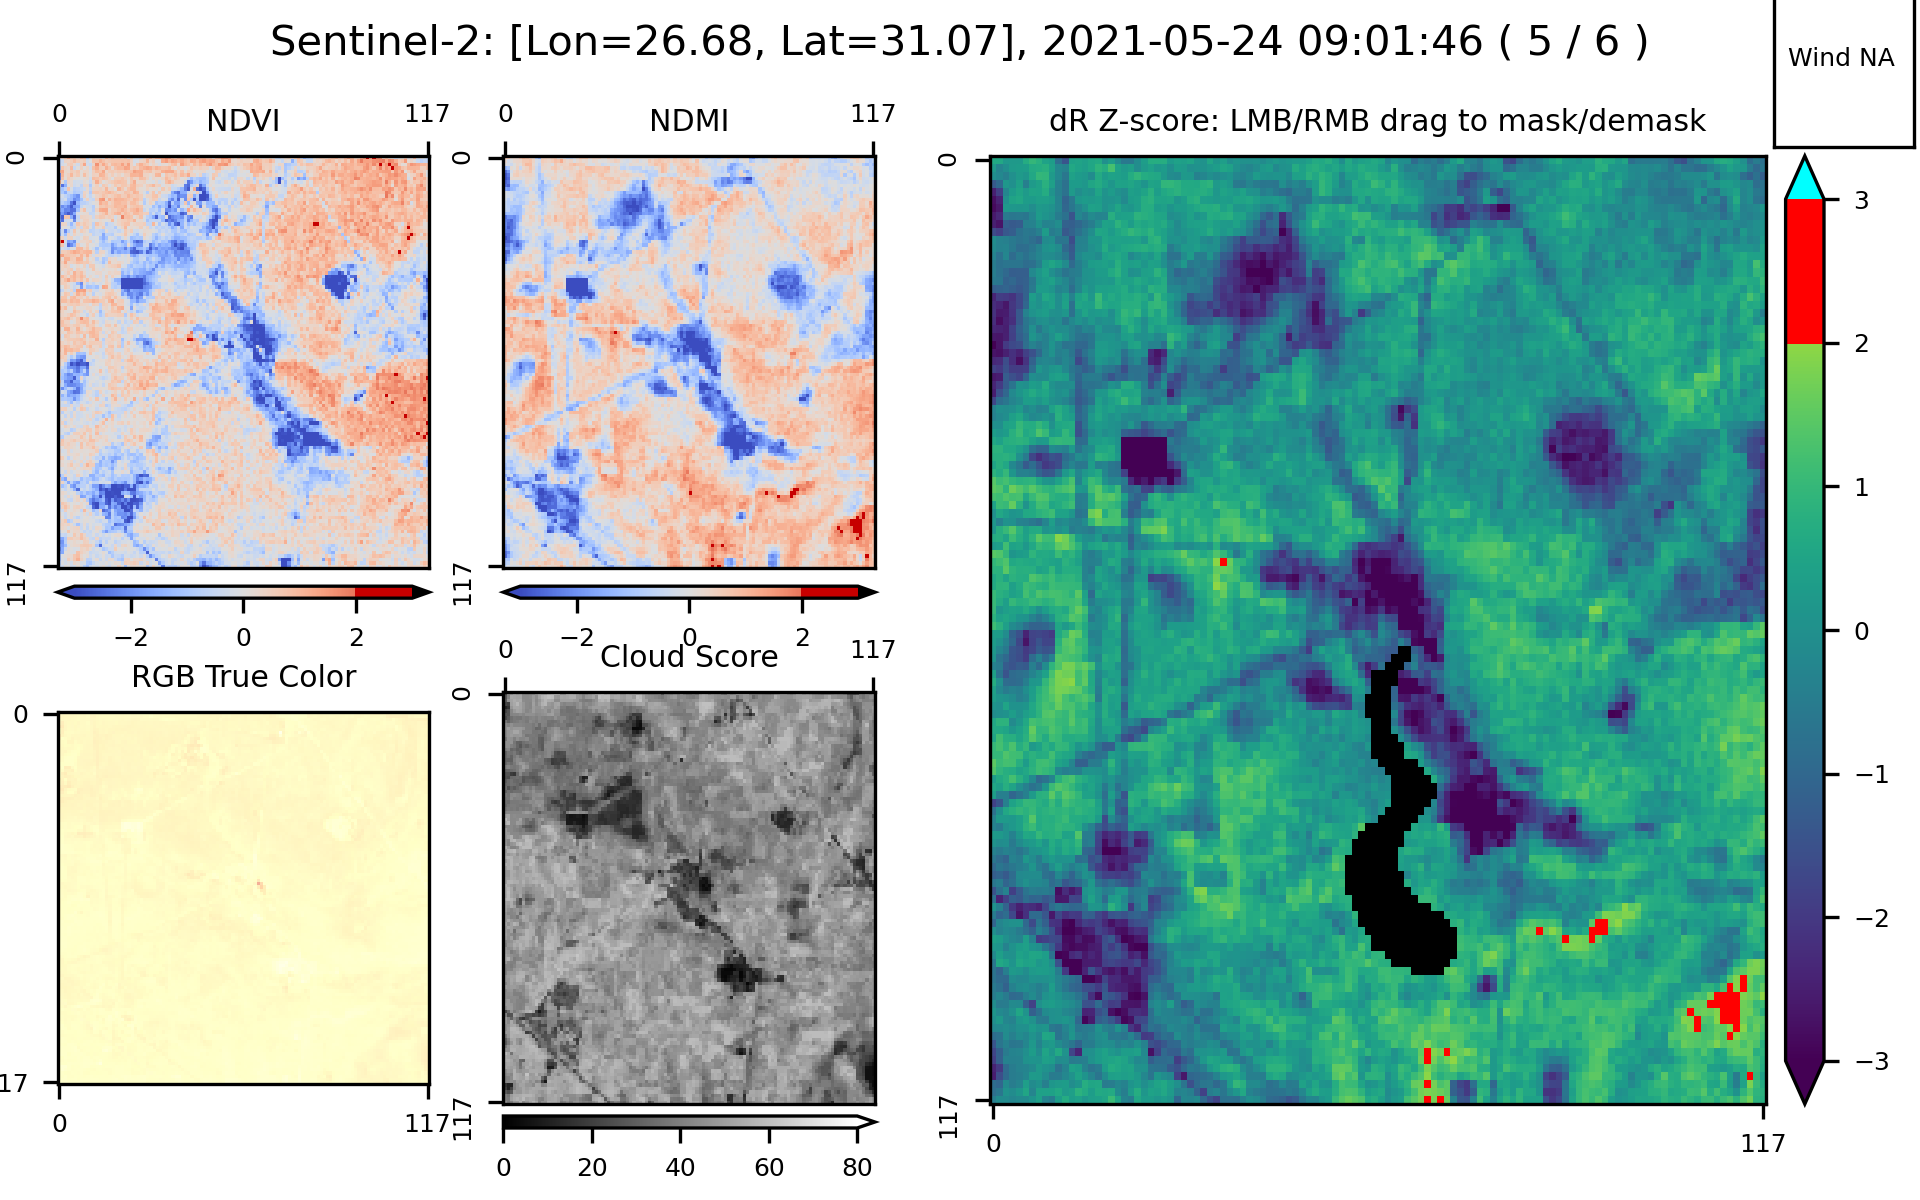 Sentinel-2: [Lon=26.68, Lat=31.07], 2021-05-24 09:01:46 ( 5 / 6 )
Wind NA
0 NDVI 117
0
117
−2 0 2
0 NDMI 117
0
117
−2 0 2
dR Z-score: LMB/RMB drag to mask/demask
0
117
0 117
3
2
1
0
−1
−2
−3
RGB True Color
0
17
0 117
0 Cloud Score 117
0
117
0 20 40 60 80